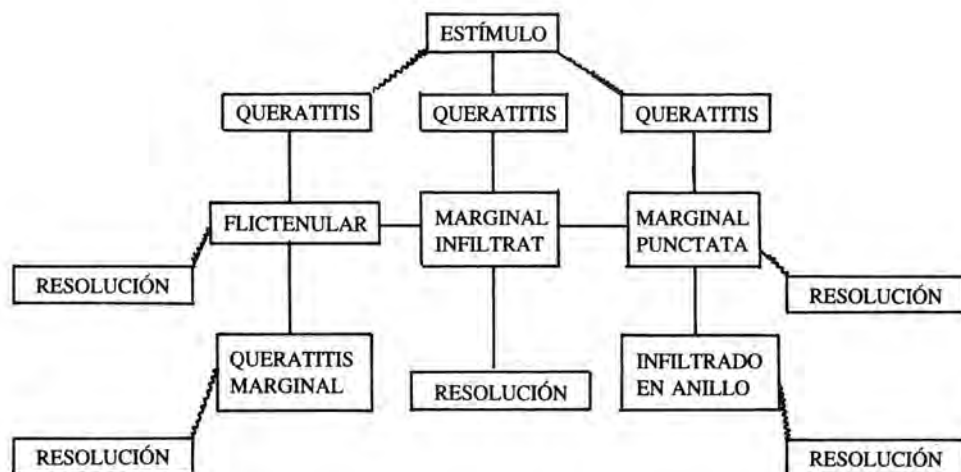 ESTÍMULO
QUERATITIS
QUERATITIS
QUERATITIS
FLICTENULAR
MARGINAL
INFILTRAT
MARGINAL
PUNCTATA
RESOLUCIÓN
RESOLUCIÓN
QUERATITIS
MARGINAL
RESOLUCIÓN
INFILTRADO
EN ANILLO
RESOLUCIÓN
RESOLUCIÓN